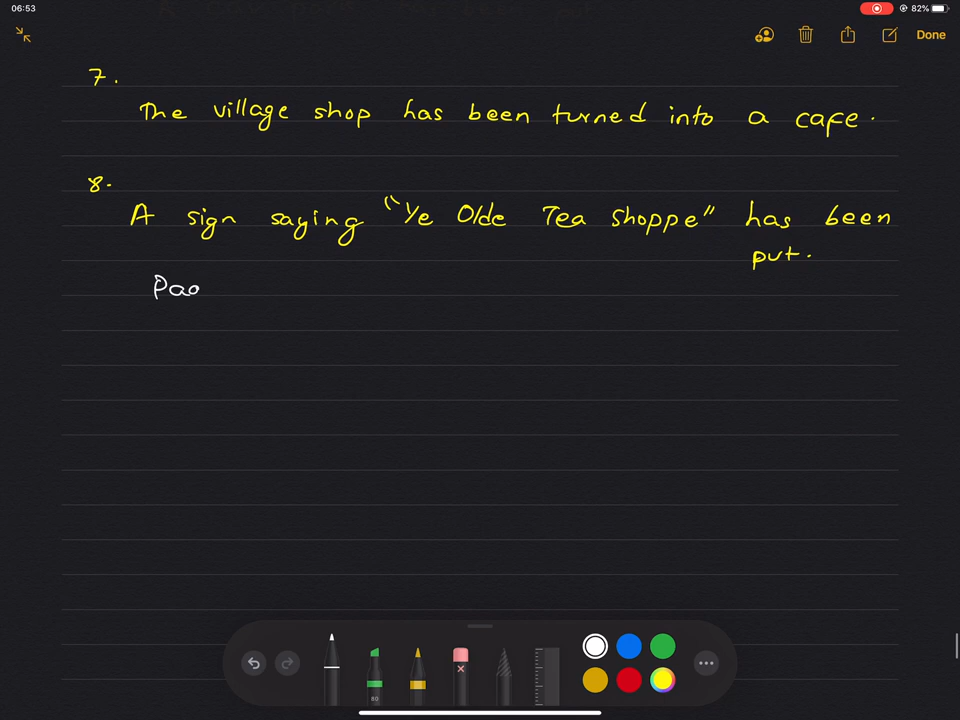 06:53
82%
Done
7.
The village shop has been turned into a cafe.
8.
A sign saying "Ye Olde Tea Shoppe" has been
put.
Pao
80